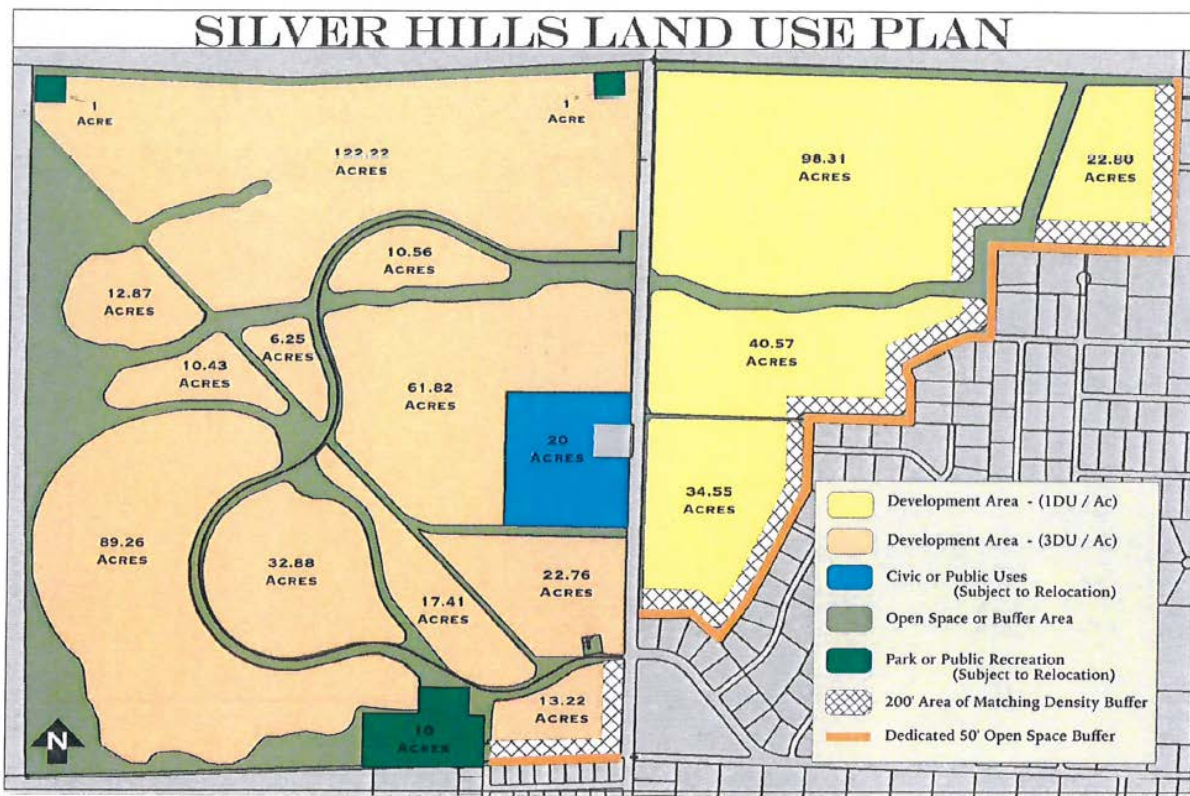 SILVER HILLS LAND USE PLAN
1
ACRE
1
ACRE
122.22
ACRES
98.31
ACRES
22.80
ACRES
10.56
ACRES
12.87
ACRES
6.25
ACRES
10.43
ACRES
61.82
ACRES
40.57
ACRES
20
ACRES
34.55
ACRES
89.26
ACRES
32.88
ACRES
17.41
ACRES
22.76
ACRES
13.22
ACRES
10
ACRES
N
Development Area - (1DU / Ac)
Development Area - (3DU / Ac)
Civic or Public Uses
(Subject to Relocation)
Open Space or Buffer Area
Park or Public Recreation
(Subject to Relocation)
200' Area of Matching Density Buffer
Dedicated 50' Open Space Buffer